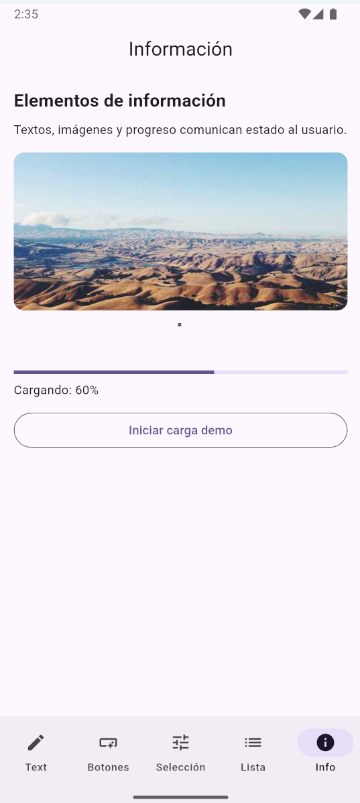 2:35
Información
Elementos de información
Textos, imágenes y progreso comunican estado al usuario.
Cargando: 60%
Iniciar carga demo
Text
Botones
Selección
Lista
Info